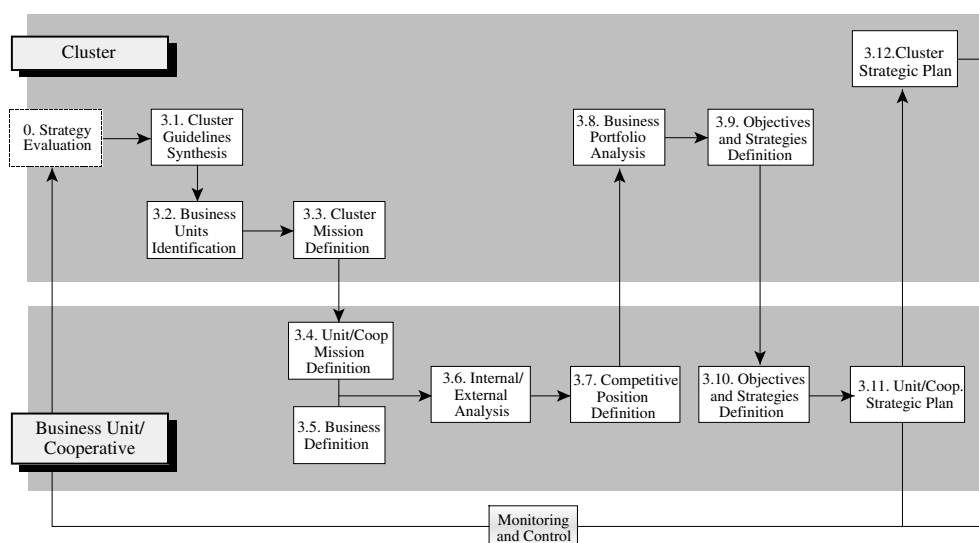 Cluster
3.12.Cluster
Strategic Plan
0. Strategy
Evaluation
3.1. Cluster
Guidelines
Synthesis
3.8. Business
Portfolio
Analysis
3.9. Objectives
and Strategies
Definition
3.2. Business
Units
Identification
3.3. Cluster
Mission
Definition
3.4. Unit/Coop
Mission
Definition
3.5. Business
Definition
3.6. Internal/
External
Analysis
3.7. Competitive
Position
Definition
3.10. Objectives
and Strategies
Definition
3.11. Unit/Coop.
Strategic Plan
Business Unit/
Cooperative
Monitoring
and Control